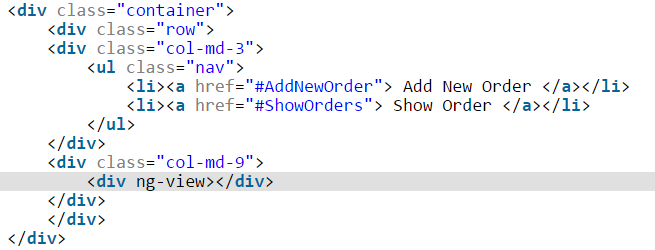 <div class="container">
    <div class="row">
    <div class="col-md-3">
        <ul class="nav">
            <li><a href="#AddNewOrder"> Add New Order </a></li>
            <li><a href="#ShowOrders"> Show Order </a></li>
        </ul>
    </div>
    <div class="col-md-9">
        <div ng-view></div>
    </div>
    </div>
</div>